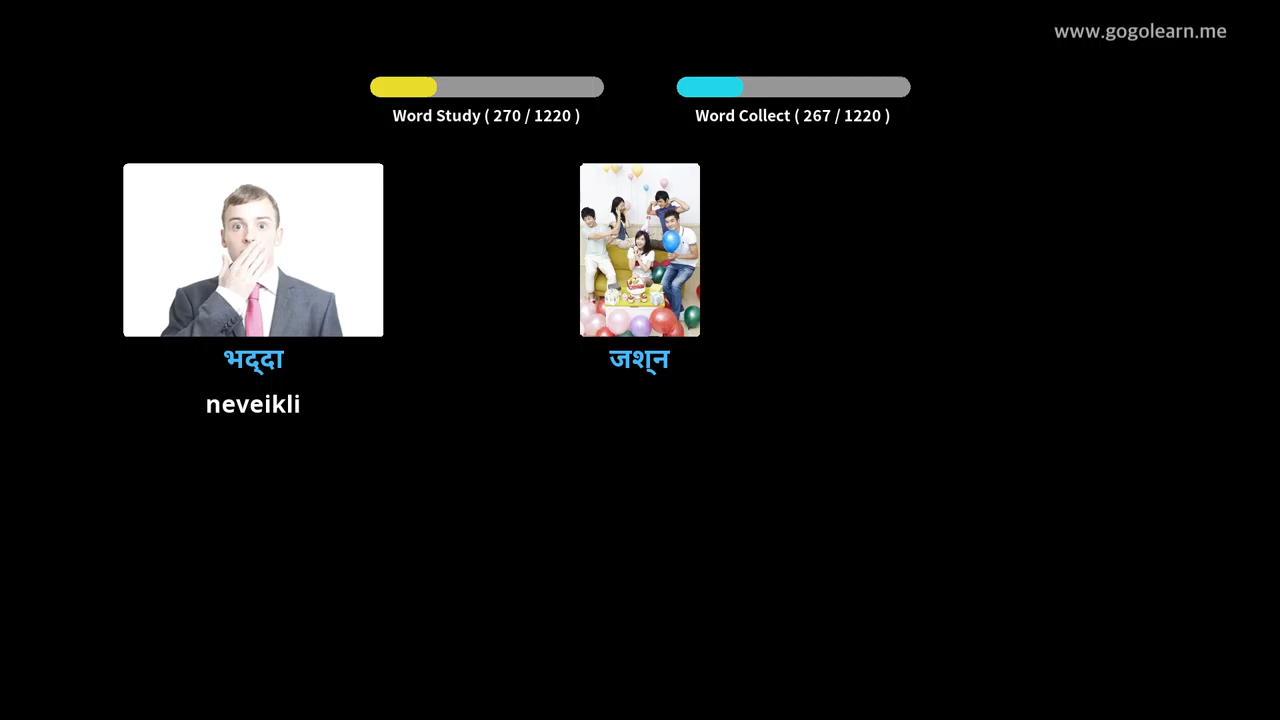 www.gogolearn.me
Word Study ( 270 / 1220 )
Word Collect ( 267 / 1220 )
भद्‌दा
जश्‌न
neveikli